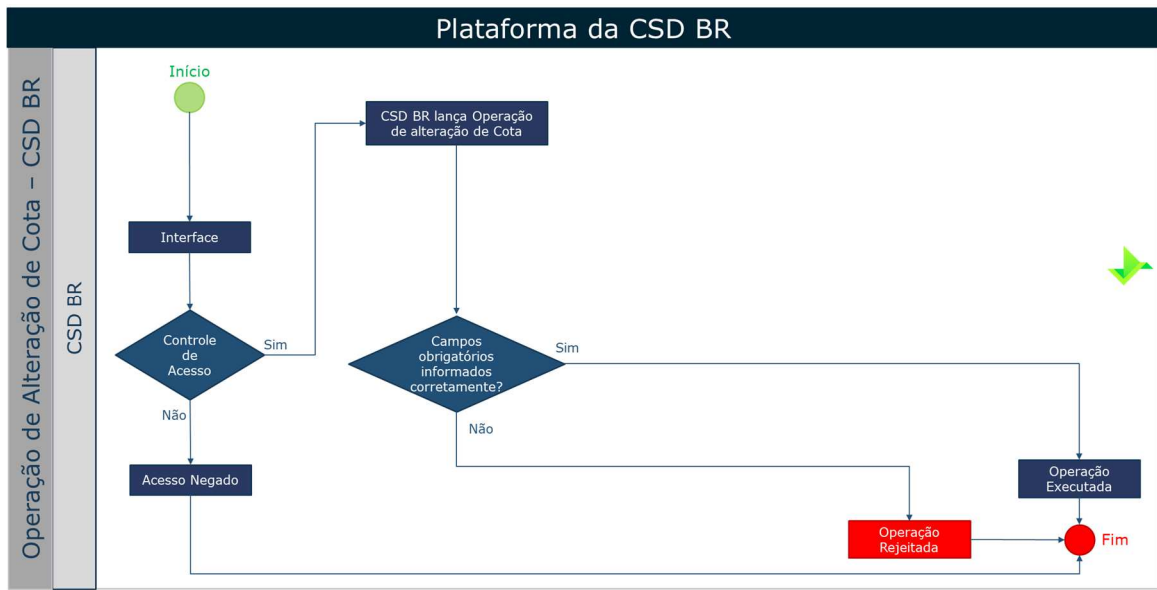 Plataforma da CSD BR
Operação de Alteração de Cota – CSD BR
CSD BR
Início
CSD BR lança Operação
de alteração de Cota
Interface
Controle
de
Acesso
Sim
Não
Campos
obrigatórios
informados
corretamente?
Sim
Não
Acesso Negado
Operação
Executada
Operação
Rejeitada
Fim